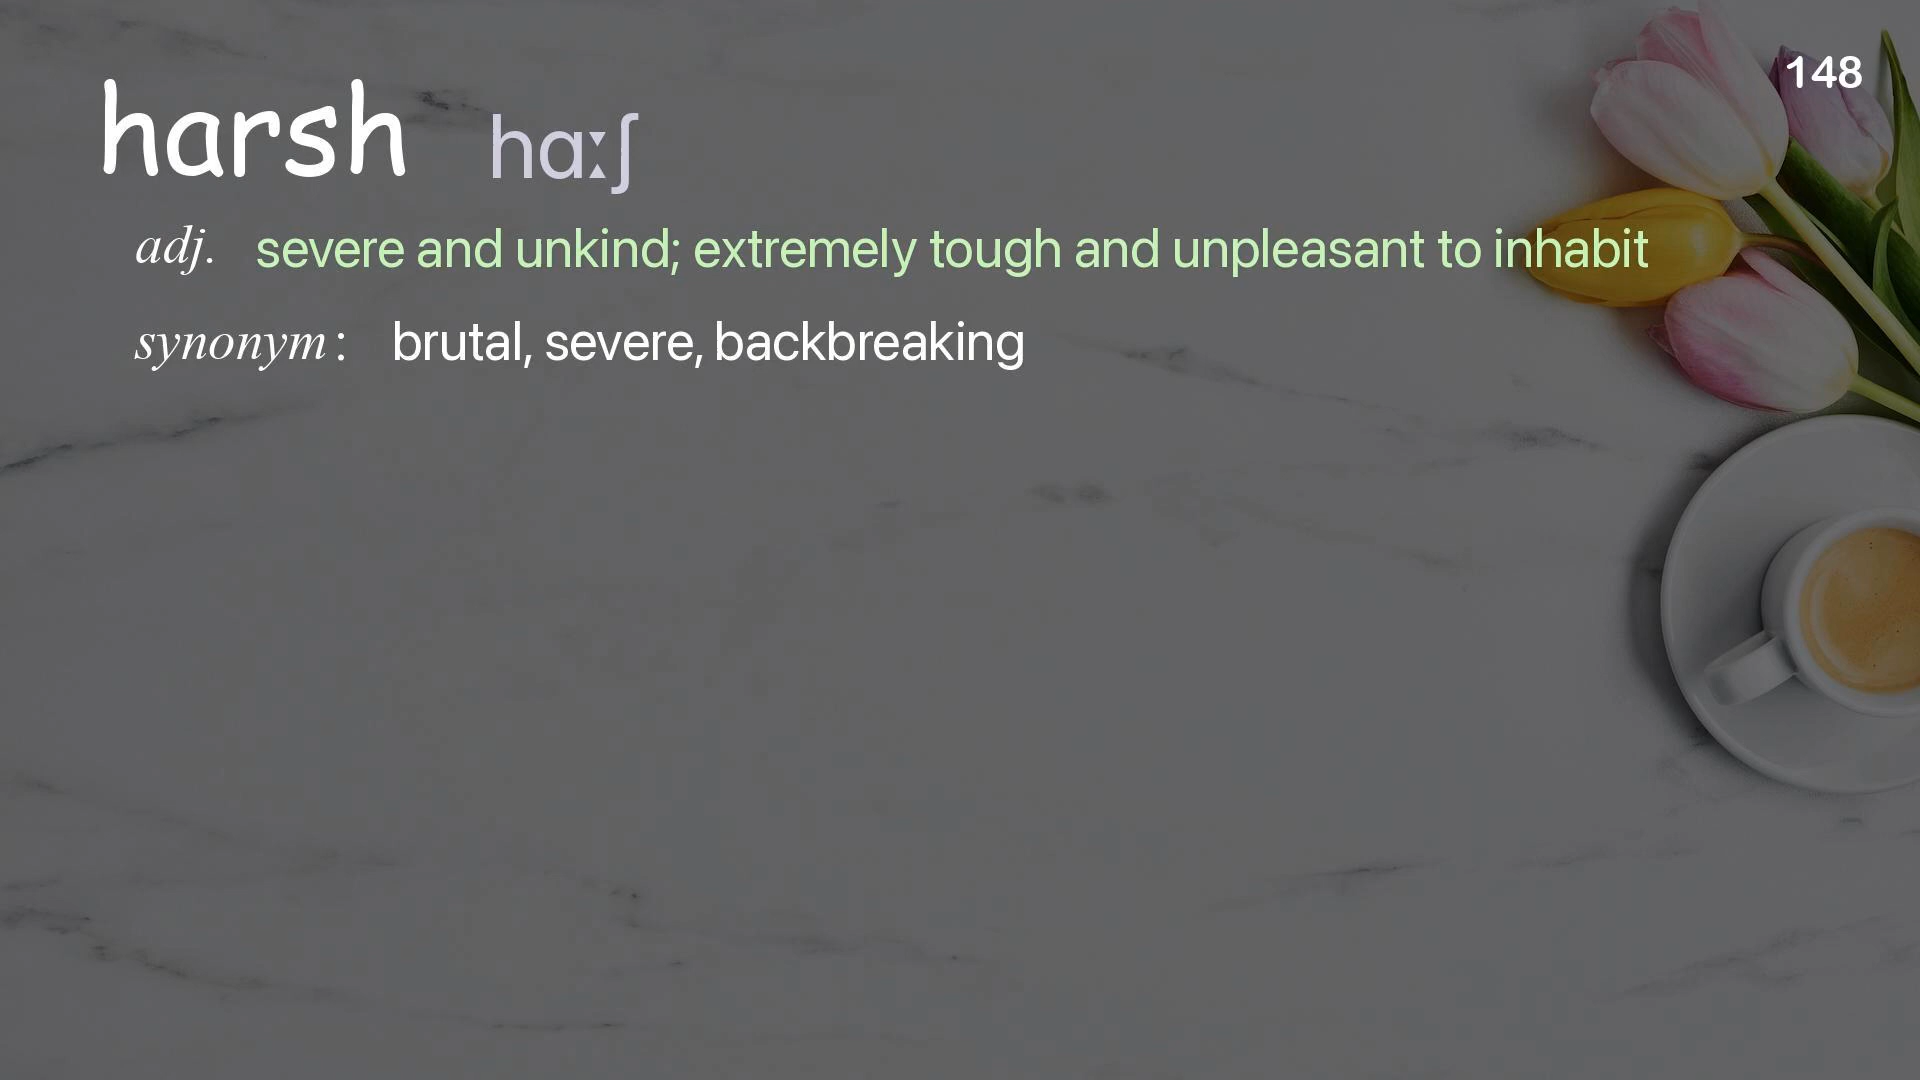 148
harsh hɑːʃ
adj. severe and unkind; extremely tough and unpleasant to inhabit
synonym : brutal, severe, backbreaking